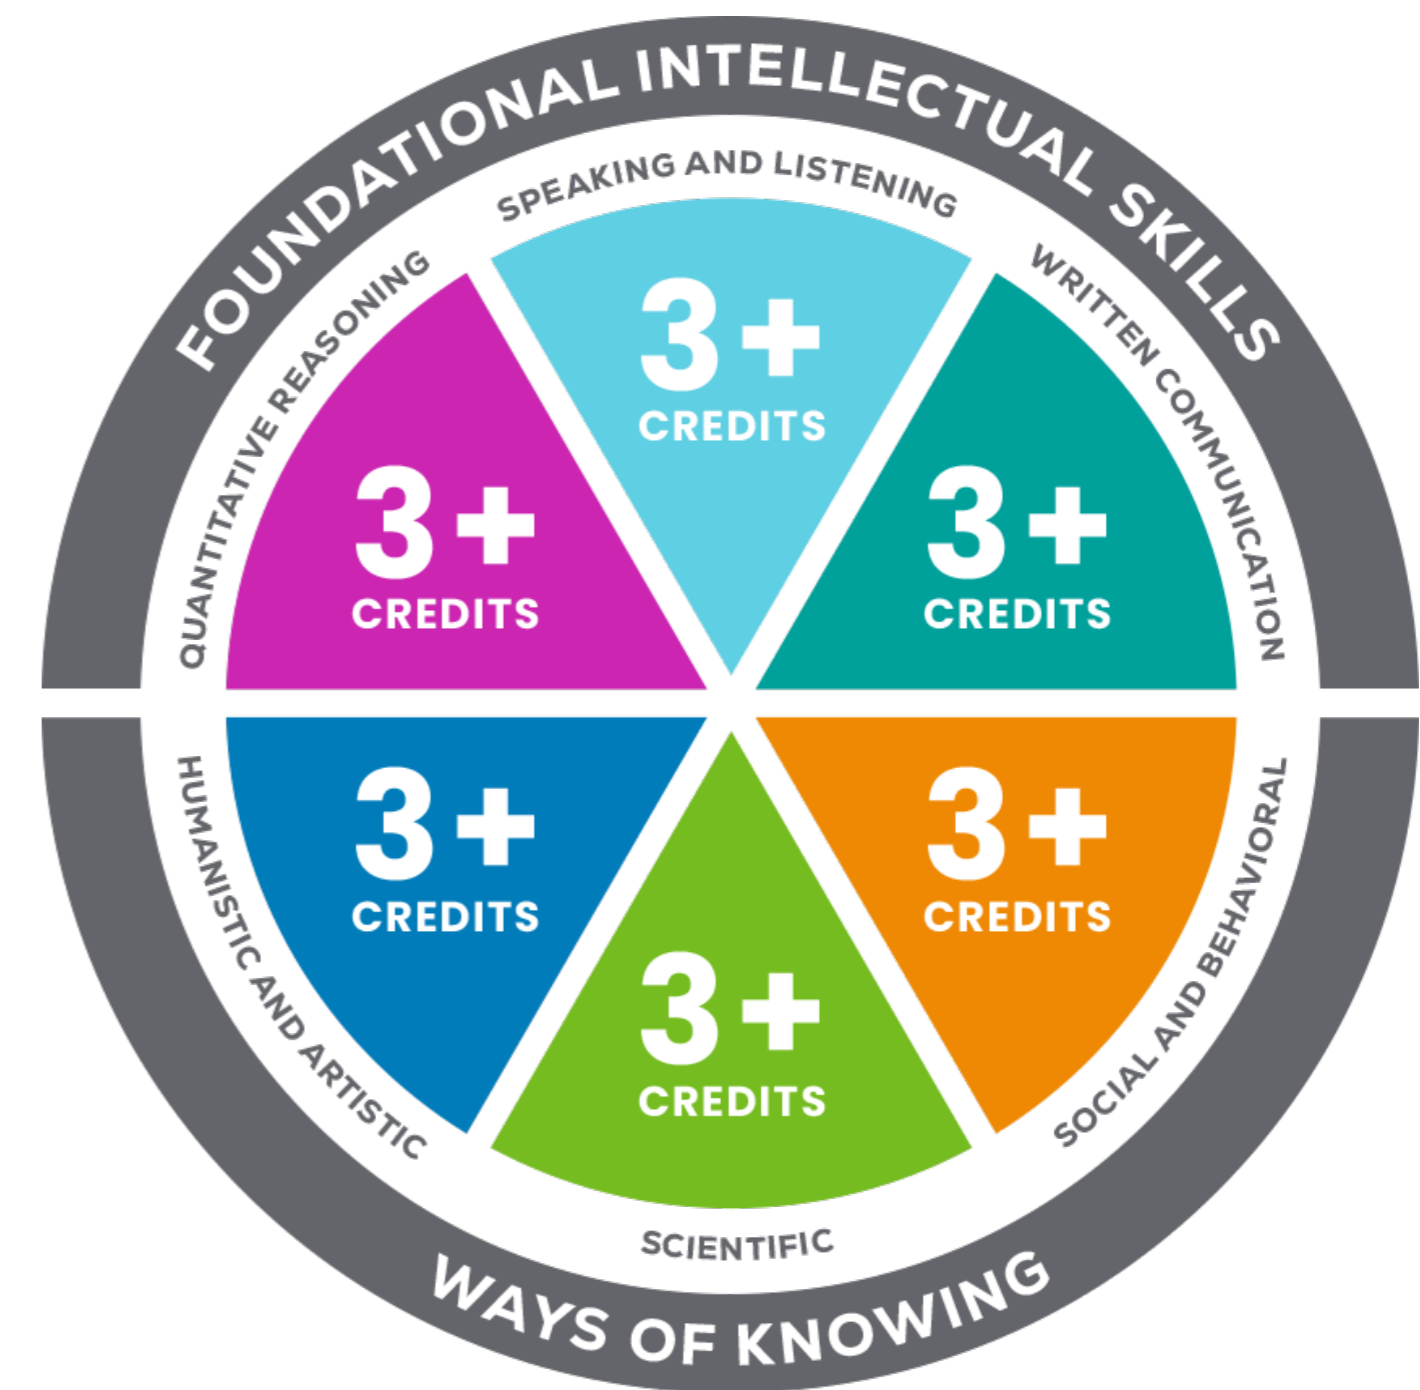 FOUNDATIONAL INTELLECTUAL SKILLS
QUANTITATIVE REASONING
3+
CREDITS
SPEAKING AND LISTENING
3+
CREDITS
WRITTEN COMMUNICATION
3+
CREDITS
HUMANISTIC AND ARTISTIC
3+
CREDITS
SCIENTIFIC
3+
CREDITS
SOCIAL AND BEHAVIORAL
3+
CREDITS
WAYS OF KNOWING